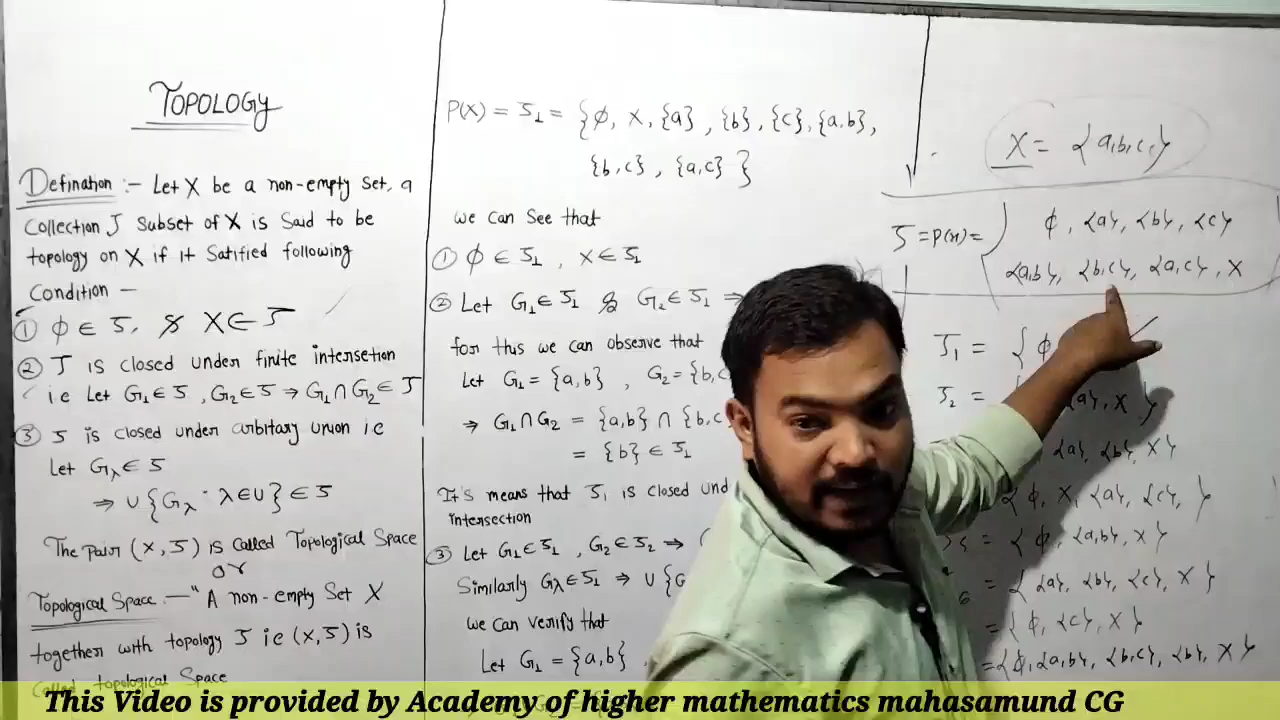 TOPOLOGY
Defination :- Let X be a non-empty Set, a
Collection J Subset of X is Said to be
topology on X if it Satified following
Condition —
① ϕ ∈ J, & X ∈ J
② J is closed under finite intersetion
i.e Let G₁ ∈ J, G₂ ∈ J ⇒ G₁ ∩ G₂ ∈ J
③ J is closed under arbitary union i.e
Let Gλ ∈ J
⇒ ∪{Gλ : λ ∈ U} ∈ J
The pair (X, J) is Called Topological Space
or
Topological Space. — "A non-empty Set X
together with topology J i.e (X, J) is
Called topological Space
P(X) = J₁ = {ϕ, X, {a}, {b}, {c}, {a,b},
{b,c}, {a,c}}
we can See that
① ϕ ∈ J₁, X ∈ J₁
② Let G₁ ∈ J₁ & G₂ ∈ J₁ ⇒
for this we can observe that
Let G₁ = {a,b}, G₂ = {b,c
⇒ G₁ ∩ G₂ = {a,b} ∩ {b,c
= {b} ∈ J₁
It's means that J₁ is closed und
intersection
③ Let G₁ ∈ J₁, G₂ ∈ J₂ ⇒ (
Similarly Gλ ∈ J₁ ⇒ ∪{G
we can verify that
Let G₁ = {a,b}
X = {a,b,c,}
J = P(x) = { ϕ, {a}, {b}, {c}
{a,b}, {b,c}, {a,c}, X
J₁ = { ϕ
J₂ = {a}, X }
{a}, {b}, X }
{ ϕ, X, {a}, {c}, }
= { ϕ, {a,b}, X }
6 = { {a}, {b}, {c}, X }
= { ϕ, {c}, X }
= {ϕ, {a,b}, {b,c}, {b}, X }
This Video is provided by Academy of higher mathematics mahasamund CG